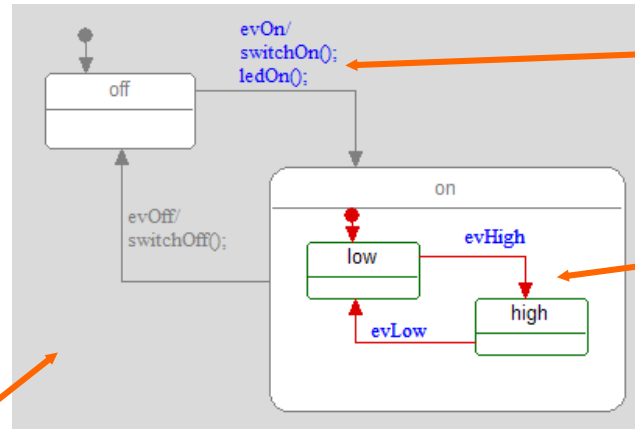 evOn/
switchOn();
ledOn();
off
on
evOff/
switchOff();
evHigh
low
high
evLow